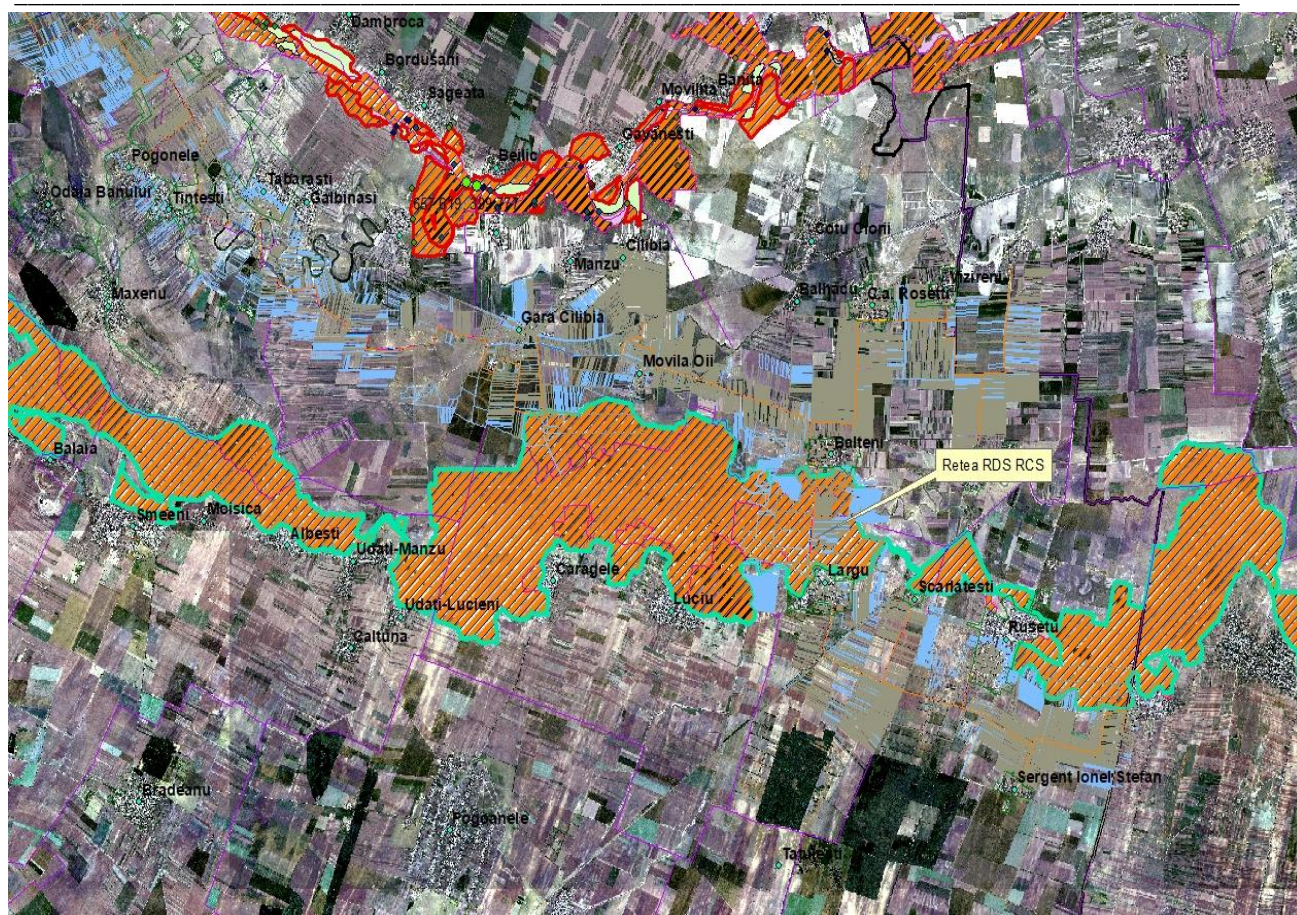 Dambroca
Bordusani
Sageata
Banita
Movilita
Gavanesti
Pogonele
Beilic
Odaia Banului
Tintesti
Tabarasti
Galbinasi
Cotu Ciorii
Cilibia
Manzu
Maxenu
Balhacu
C.a. Rosetti
Vizireni
Gara Cilibia
Movila Oii
Balaia
Balteni
Retea RDS RCS
Smeeni
Moisica
Albesti
Udati-Manzu
Caragele
Largu
Luciu
Scarlatesti
Udati-Lucieni
Caltuna
Rusetu
Sergent Ionel Stefan
Bradeanu
Pogoanele